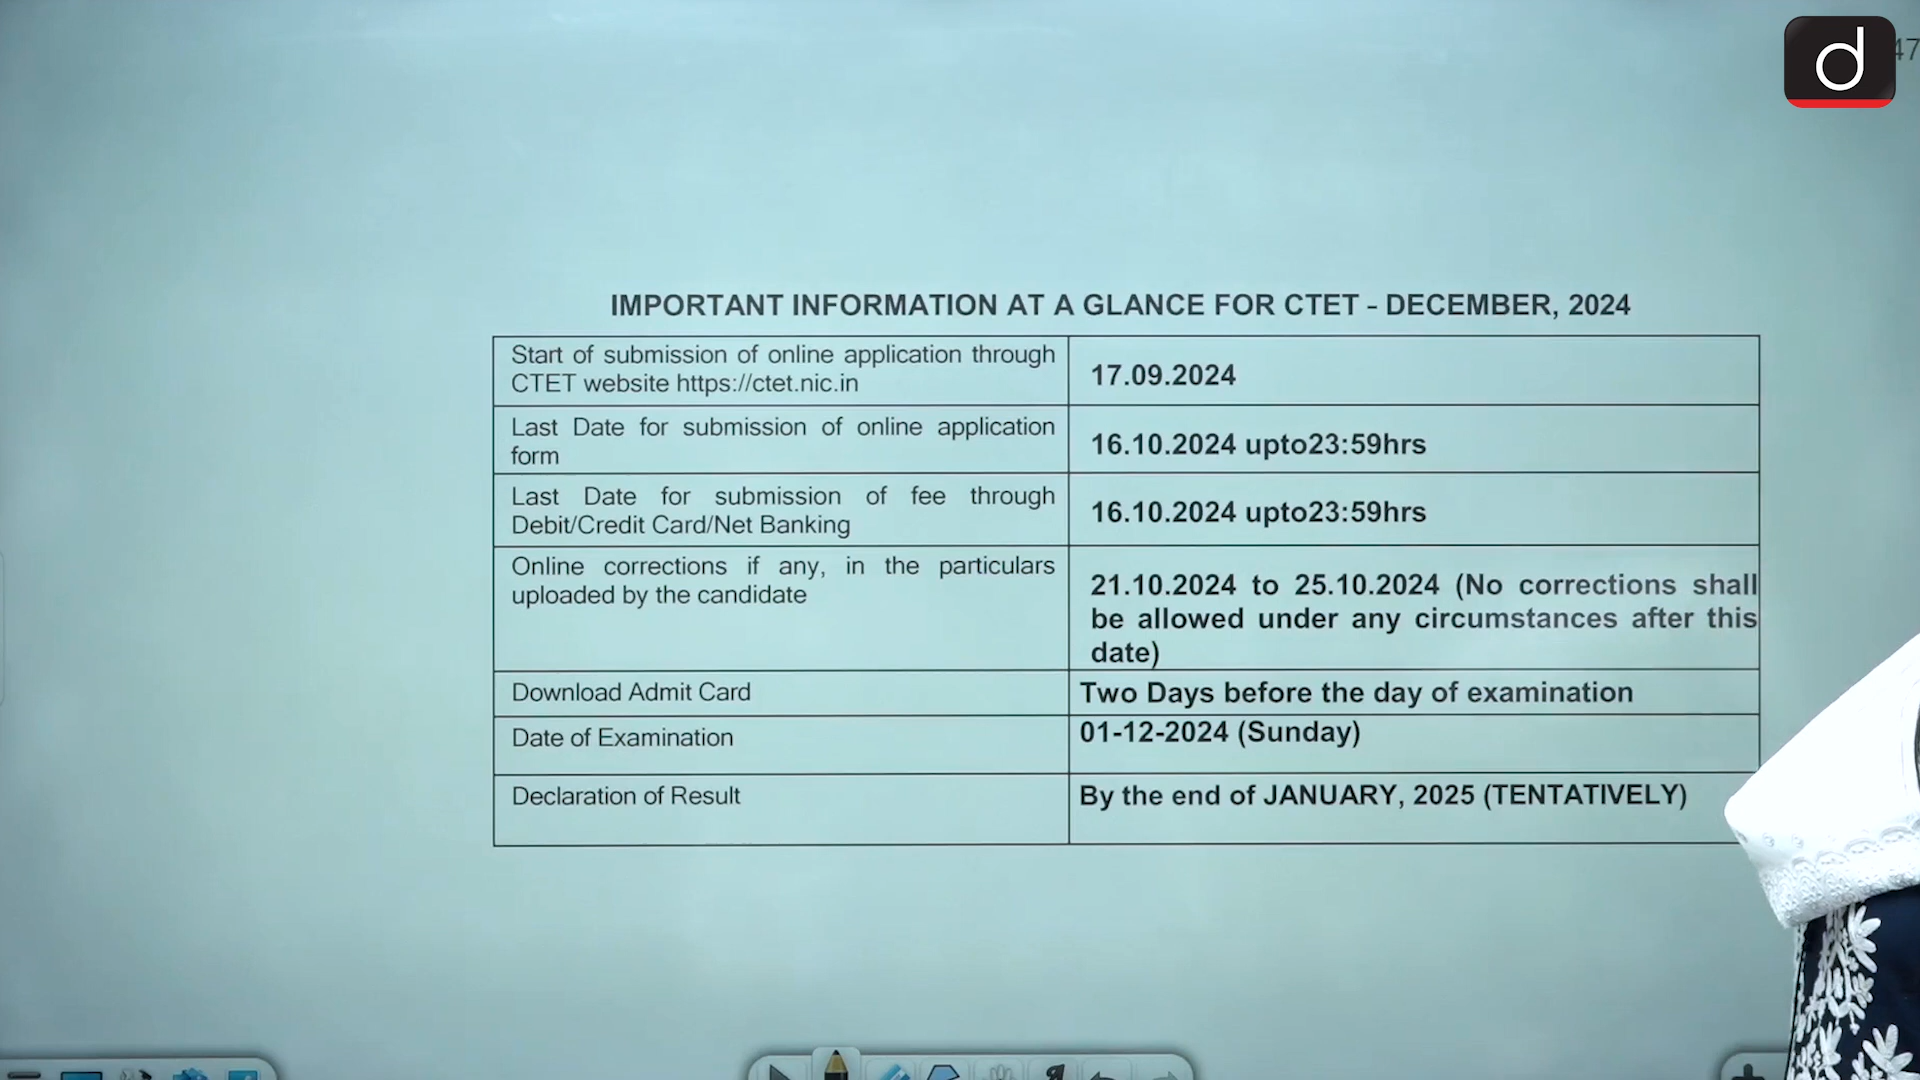 d
47
IMPORTANT INFORMATION AT A GLANCE FOR CTET - DECEMBER, 2024
Start of submission of online application through
CTET website https://ctet.nic.in
17.09.2024
Last Date for submission of online application
form
16.10.2024 upto23:59hrs
Last Date for submission of fee through
Debit/Credit Card/Net Banking
16.10.2024 upto23:59hrs
Online corrections if any, in the particulars
uploaded by the candidate
21.10.2024 to 25.10.2024 (No corrections shall
be allowed under any circumstances after this
date)
Download Admit Card
Two Days before the day of examination
Date of Examination
01-12-2024 (Sunday)
Declaration of Result
By the end of JANUARY, 2025 (TENTATIVELY)